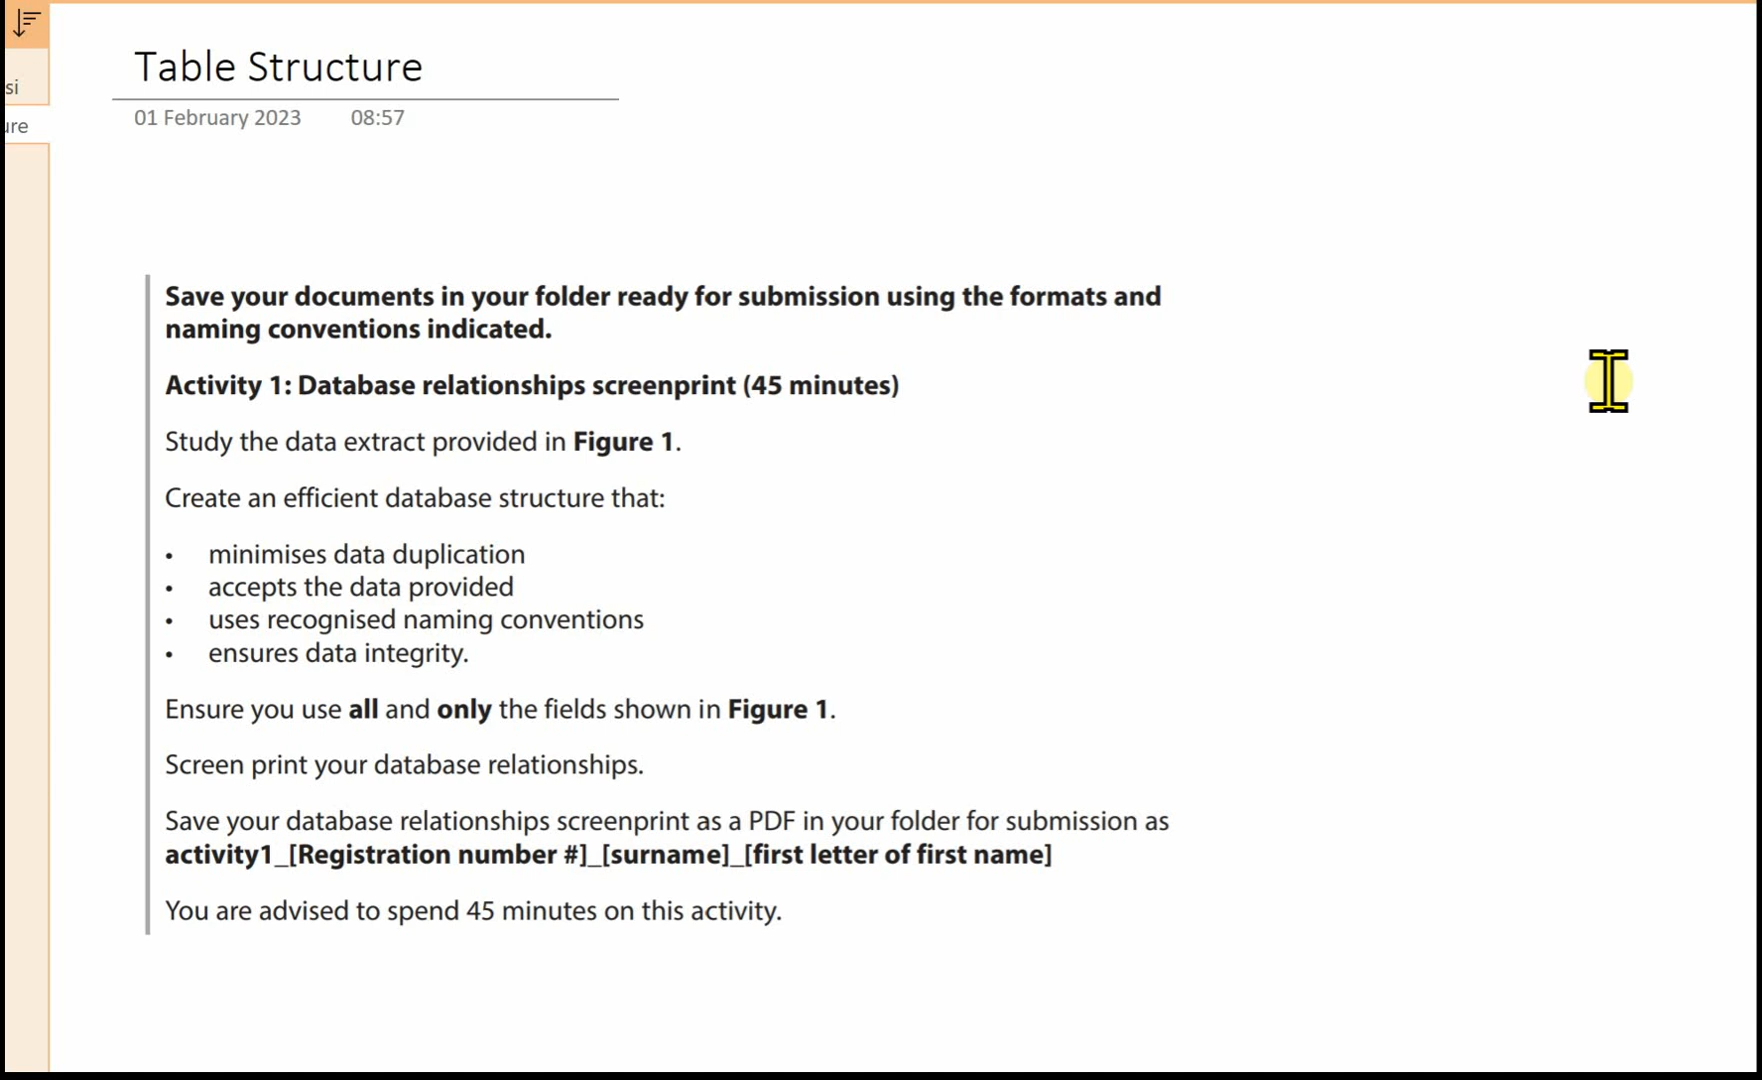 Table Structure
01 February 2023 08:57
si
ure
Save your documents in your folder ready for submission using the formats and
naming conventions indicated.
Activity 1: Database relationships screenprint (45 minutes)
Study the data extract provided in Figure 1.
Create an efficient database structure that:
• minimises data duplication
• accepts the data provided
• uses recognised naming conventions
• ensures data integrity.
Ensure you use all and only the fields shown in Figure 1.
Screen print your database relationships.
Save your database relationships screenprint as a PDF in your folder for submission as
activity1_[Registration number #]_[surname]_[first letter of first name]
You are advised to spend 45 minutes on this activity.